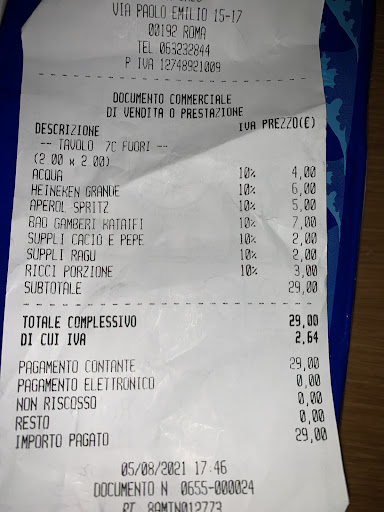 VIA PAOLO EMILIO 15-17
00192 ROMA
TEL 063232844
P IVA 12748921009
DOCUMENTO COMMERCIALE
DI VENDITA O PRESTAZIONE
DESCRIZIONE IVA PREZZO(€)
-- TAVOLO 7C FUORI --
(2 00 x 2 00)
ACQUA 10% 4,00
HEINEKEN GRANDE 10% 6,00
APEROL SPRITZ 10% 5,00
BAO GAMBERI KATAIFI 10% 7,00
SUPPLI CACIO E PEPE 10% 2,00
SUPPLI RAGU 10% 2,00
RICCI PORZIONE 10% 3,00
SUBTOTALE 29,00
TOTALE COMPLESSIVO 29,00
DI CUI IVA 2,64
PAGAMENTO CONTANTE 29,00
PAGAMENTO ELETTRONICO 0,00
NON RISCOSSO 0,00
RESTO 0,00
IMPORTO PAGATO 29,00
05/08/2021 17:46
DOCUMENTO N 0655-000024
RT 8AMTN012773